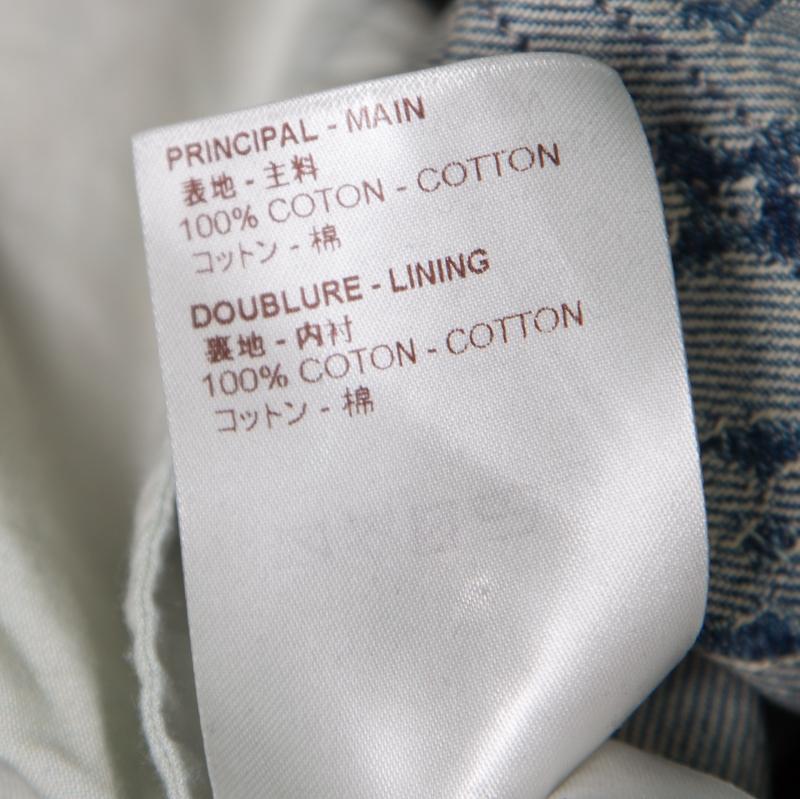 PRINCIPAL - MAIN
表地 - 主料
100% COTON - COTTON
コットン - 棉
DOUBLURE - LINING
裏地 - 内衬
100% COTON - COTTON
コットン - 棉